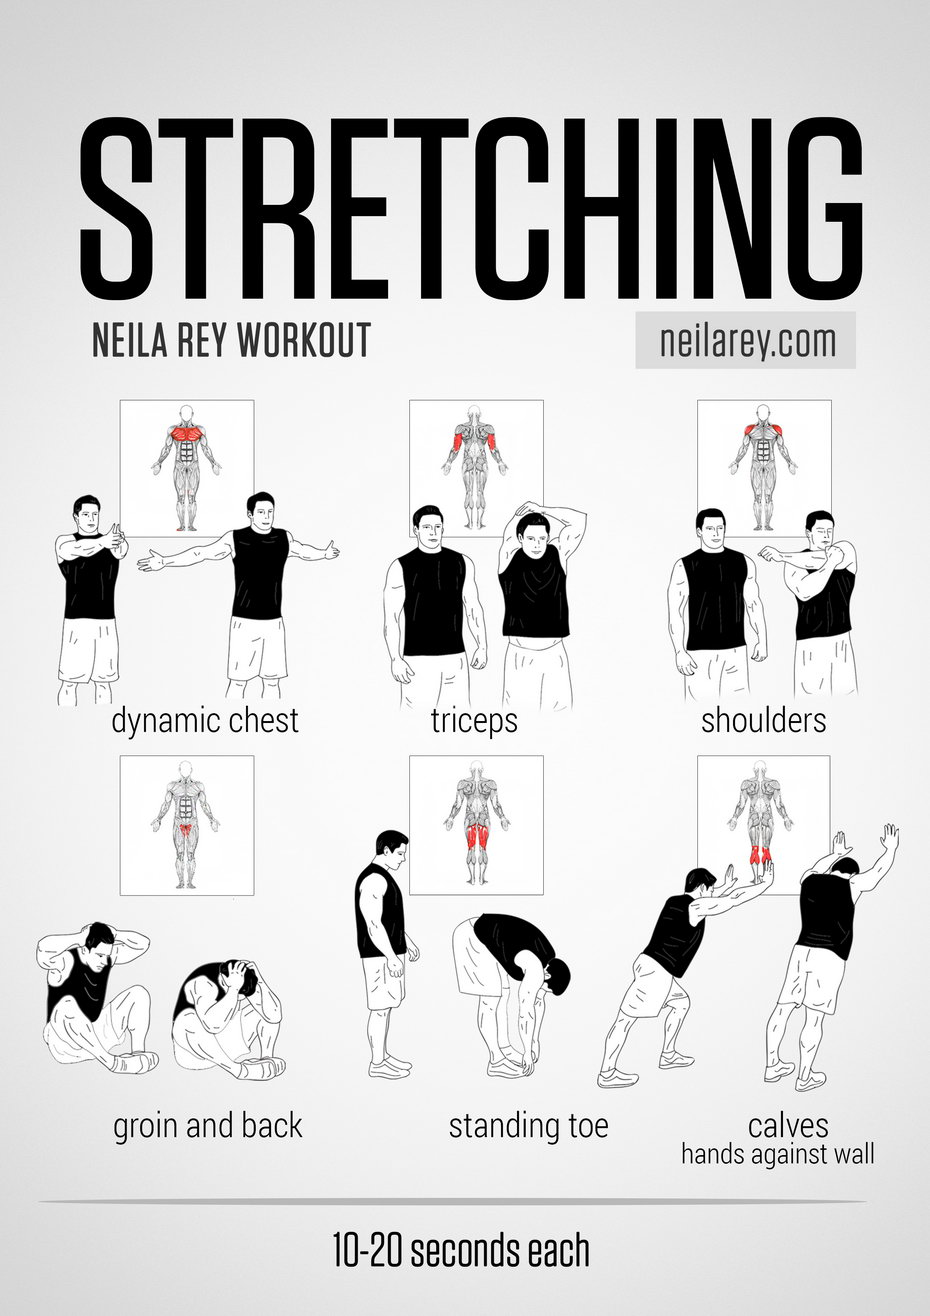 STRETCHING
NEILA REY WORKOUT
neilarey.com
dynamic chest
triceps
shoulders
groin and back
standing toe
calves
hands against wall
10-20 seconds each